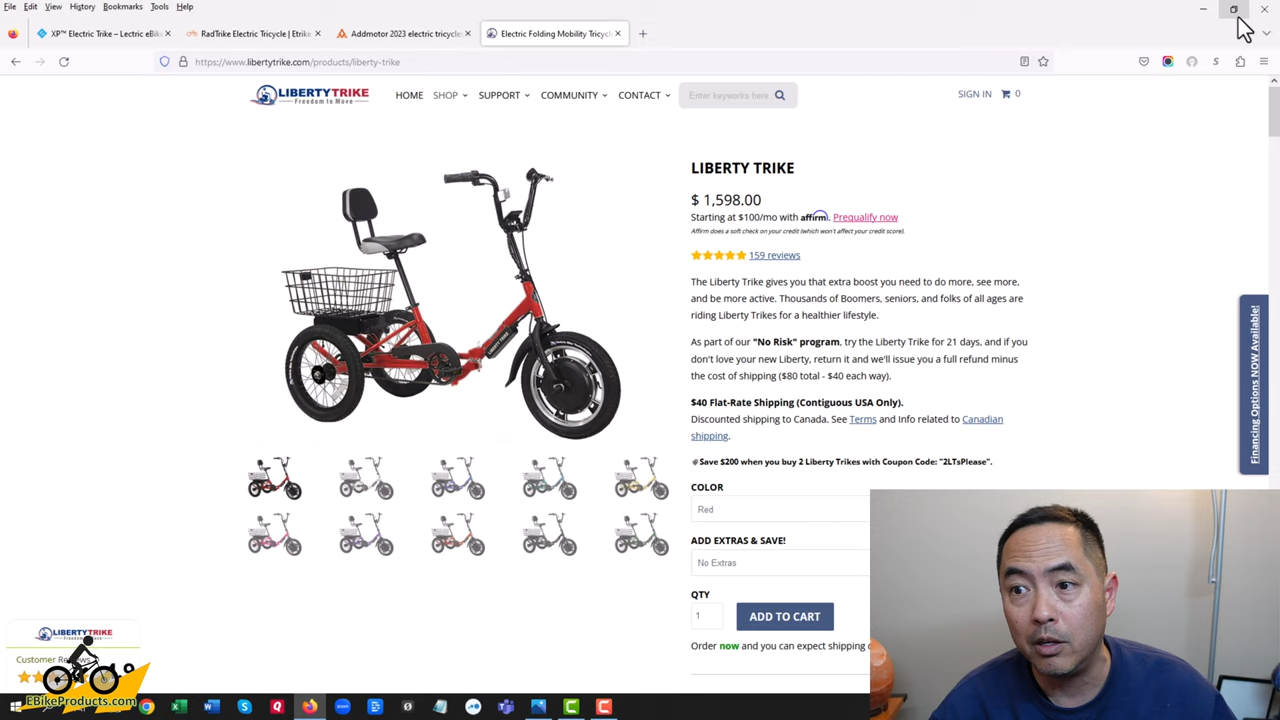 File Edit View History Bookmarks Tools Help
XP™ Electric Trike – Lectric eBike
RadTrike Electric Tricycle | Etrike
Addmotor 2023 electric tricycles
Electric Folding Mobility Tricycl
https://www.libertytrike.com/products/liberty-trike
LIBERTYTRIKE
Freedom to Move
HOME SHOP SUPPORT COMMUNITY CONTACT Enter keyworks here SIGN IN 0
LIBERTY TRIKE
$ 1,598.00
Starting at $100/mo with affirm. Prequalify now
Affirm does a soft check on your credit (which won't affect your credit score).
159 reviews
The Liberty Trike gives you that extra boost you need to do more, see more,
and be more active. Thousands of Boomers, seniors, and folks of all ages are
riding Liberty Trikes for a healthier lifestyle.
As part of our "No Risk" program, try the Liberty Trike for 21 days, and if you
don't love your new Liberty, return it and we'll issue you a full refund minus
the cost of shipping ($80 total - $40 each way).
$40 Flat-Rate Shipping (Contiguous USA Only).
Discounted shipping to Canada. See Terms and Info related to Canadian
shipping.
Save $200 when you buy 2 Liberty Trikes with Coupon Code: "2LTsPlease".
COLOR
Red
ADD EXTRAS & SAVE!
No Extras
QTY
1 ADD TO CART
Order now and you can expect shipping
Financing Options NOW Available!
LIBERTY TRIKE
LIBERTYTRIKE
Freedom to Move
Customer Re
EBikeProducts.com